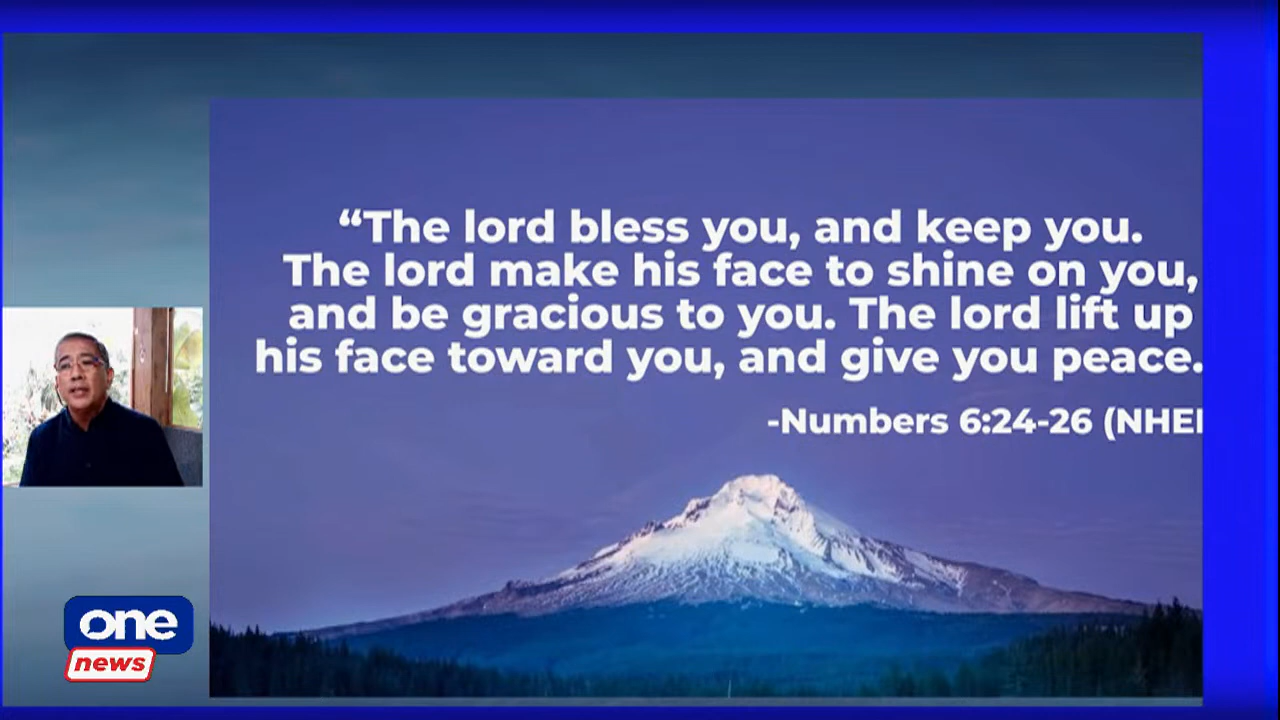 “The lord bless you, and keep you.
The lord make his face to shine on you,
and be gracious to you. The lord lift up
his face toward you, and give you peace.
-Numbers 6:24-26 (NHE
one
news